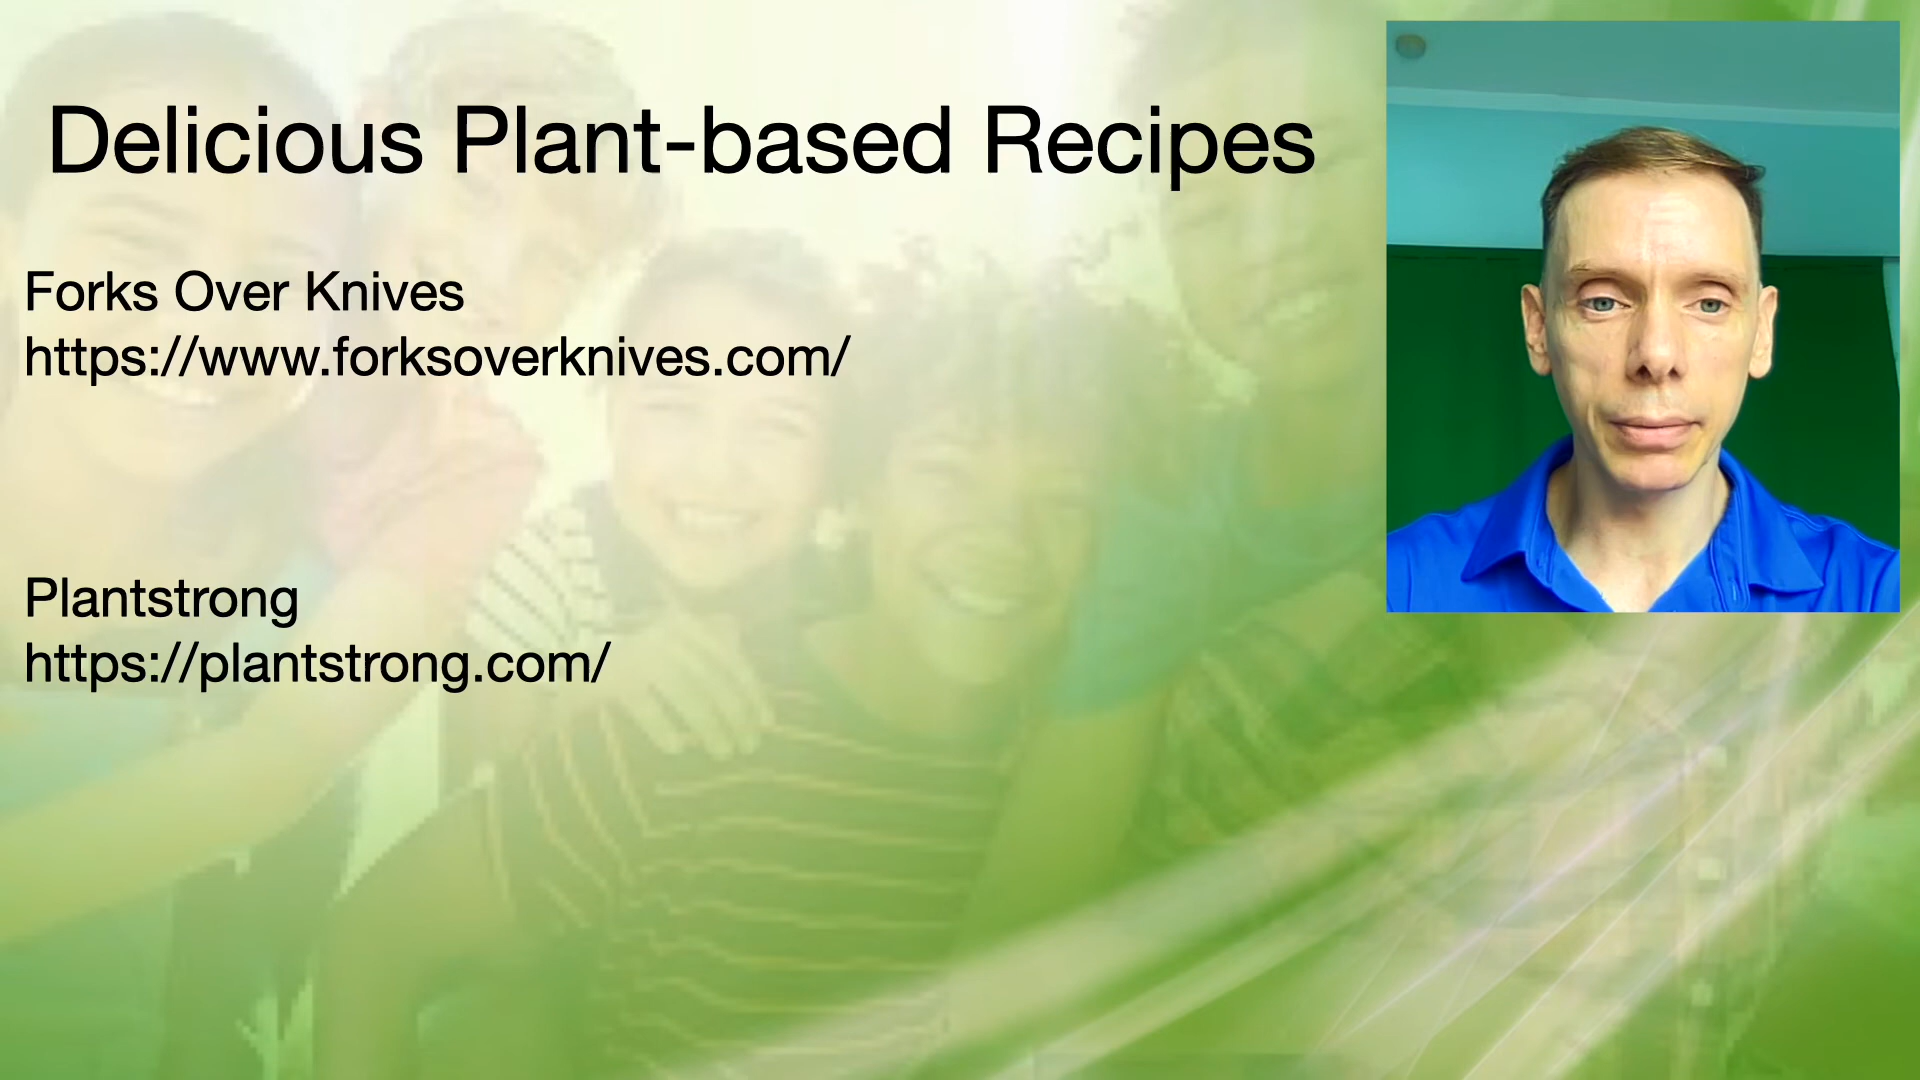 Delicious Plant-based Recipes
Forks Over Knives
https://www.forksoverknives.com/
Plantstrong
https://plantstrong.com/